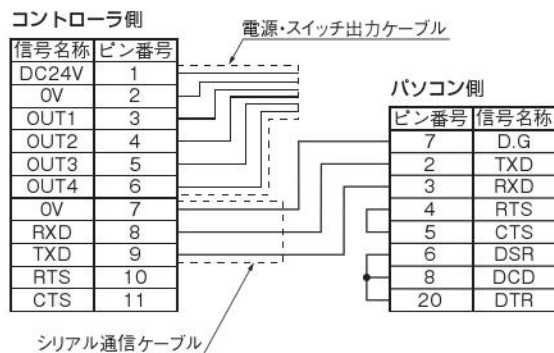 コントローラ側
信号名称 ピン番号
DC24V 1
0V 2
OUT1 3
OUT2 4
OUT3 5
OUT4 6
0V 7
RXD 8
TXD 9
RTS 10
CTS 11
電源・スイッチ出力ケーブル
パソコン側
ピン番号 信号名称
7 D.G
2 TXD
3 RXD
4 RTS
5 CTS
6 DSR
8 DCD
20 DTR
シリアル通信ケーブル